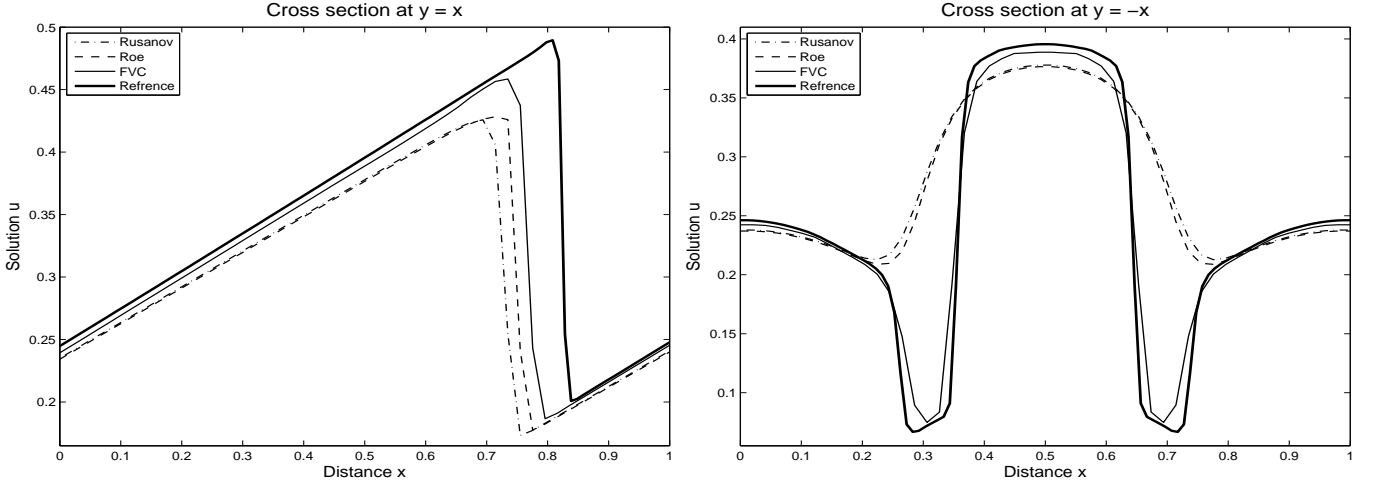 Cross section at y = x
Rusanov
Roe
FVC
Refrence
0.5
0.45
0.4
0.35
0.3
0.25
0.2
Solution u
0 0.1 0.2 0.3 0.4 0.5 0.6 0.7 0.8 0.9 1
Distance x
Cross section at y = −x
Rusanov
Roe
FVC
Refrence
0.4
0.35
0.3
0.25
0.2
0.15
0.1
Solution u
0 0.1 0.2 0.3 0.4 0.5 0.6 0.7 0.8 0.9 1
Distance x